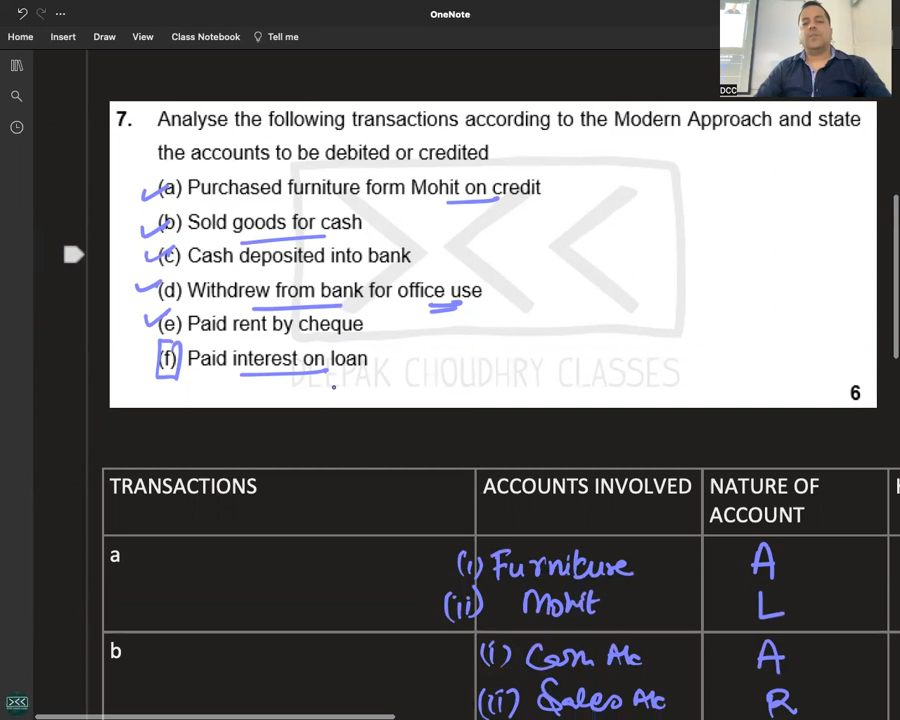 OneNote
Home Insert Draw View Class Notebook Tell me
DCC
7. Analyse the following transactions according to the Modern Approach and state
the accounts to be debited or credited
(a) Purchased furniture form Mohit on credit
(b) Sold goods for cash
(c) Cash deposited into bank
(d) Withdrew from bank for office use
(e) Paid rent by cheque
(f) Paid interest on loan
DEEPAK CHOUDHRY CLASSES
6
TRANSACTIONS ACCOUNTS INVOLVED NATURE OF
ACCOUNT
a (i) Furniture A
(ii) Mohit L
b (i) Cash A/c A
(ii) Sales A/c R